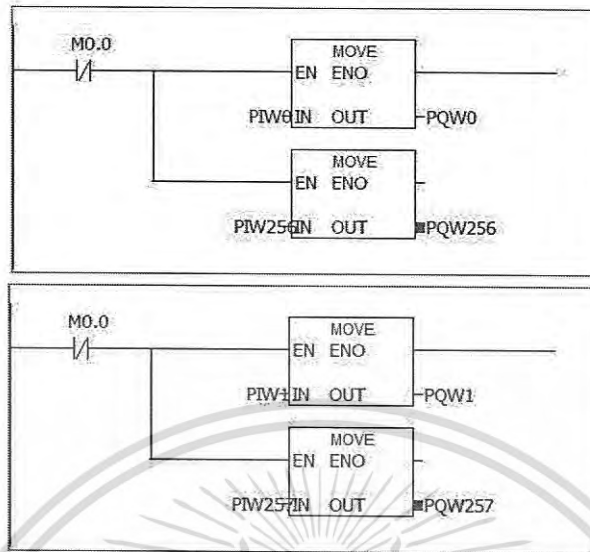 M0.0
MOVE
EN ENO
PIW0 IN OUT PQW0
MOVE
EN ENO
PIW256 IN OUT PQW256
M0.0
MOVE
EN ENO
PIW1 IN OUT PQW1
MOVE
EN ENO
PIW257 IN OUT PQW257